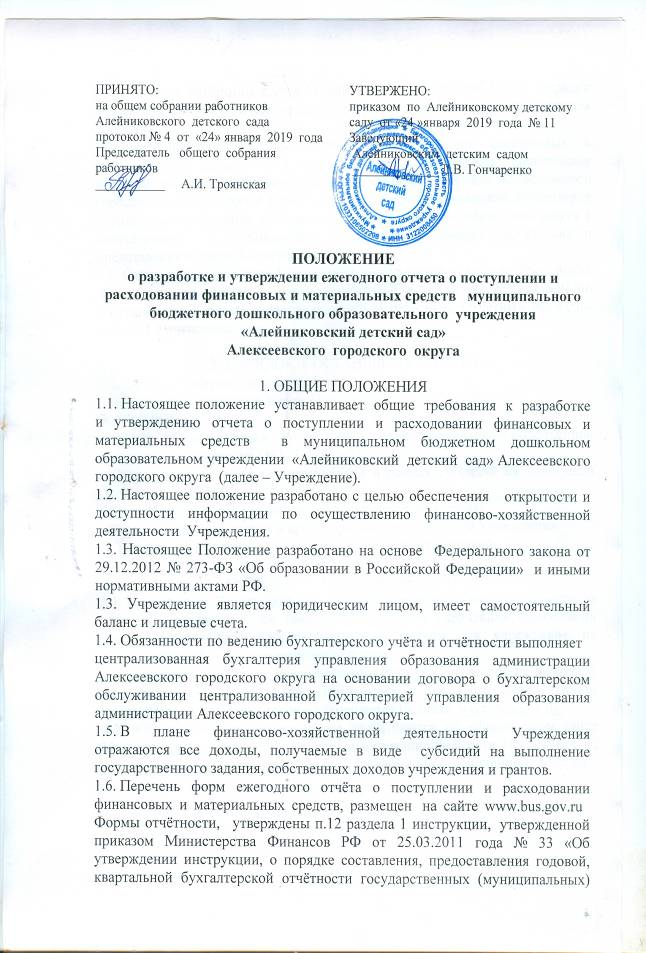 ПРИНЯТО:
на общем собрании работников
Алейниковского детского сада
протокол № 4 от «24» января 2019 года
Председатель общего собрания
работников
А.И. Троянская
УТВЕРЖЕНО:
приказом по Алейниковскому детскому
саду от «24 »января 2019 года № 11
Заведующий
Алейниковским детским садом
В. Гончаренко
Алейниковский
детский
сад
ПОЛОЖЕНИЕ
о разработке и утверждении ежегодного отчета о поступлении и
расходовании финансовых и материальных средств муниципального
бюджетного дошкольного образовательного учреждения
«Алейниковский детский сад»
Алексеевского городского округа
1. ОБЩИЕ ПОЛОЖЕНИЯ
1.1. Настоящее положение устанавливает общие требования к разработке
и утверждению отчета о поступлении и расходовании финансовых и
материальных средств в муниципальном бюджетном дошкольном
образовательном учреждении «Алейниковский детский сад» Алексеевского
городского округа (далее – Учреждение).
1.2. Настоящее положение разработано с целью обеспечения открытости и
доступности информации по осуществлению финансово-хозяйственной
деятельности Учреждения.
1.3. Настоящее Положение разработано на основе Федерального закона от
29.12.2012 № 273-ФЗ «Об образовании в Российской Федерации» и иными
нормативными актами РФ.
1.3. Учреждение является юридическим лицом, имеет самостоятельный
баланс и лицевые счета.
1.4. Обязанности по ведению бухгалтерского учёта и отчётности выполняет
централизованная бухгалтерия управления образования администрации
Алексеевского городского округа на основании договора о бухгалтерском
обслуживании централизованной бухгалтерией управления образования
администрации Алексеевского городского округа.
1.5. В плане финансово-хозяйственной деятельности Учреждения
отражаются все доходы, получаемые в виде субсидий на выполнение
государственного задания, собственных доходов учреждения и грантов.
1.6. Перечень форм ежегодного отчёта о поступлении и расходовании
финансовых и материальных средств, размещен на сайте www.bus.gov.ru
Формы отчётности, утверждены п.12 раздела 1 инструкции, утвержденной
приказом Министерства Финансов РФ от 25.03.2011 года № 33 «Об
утверждении инструкции, о порядке составления, предоставления годовой,
квартальной бухгалтерской отчётности государственных (муниципальных)